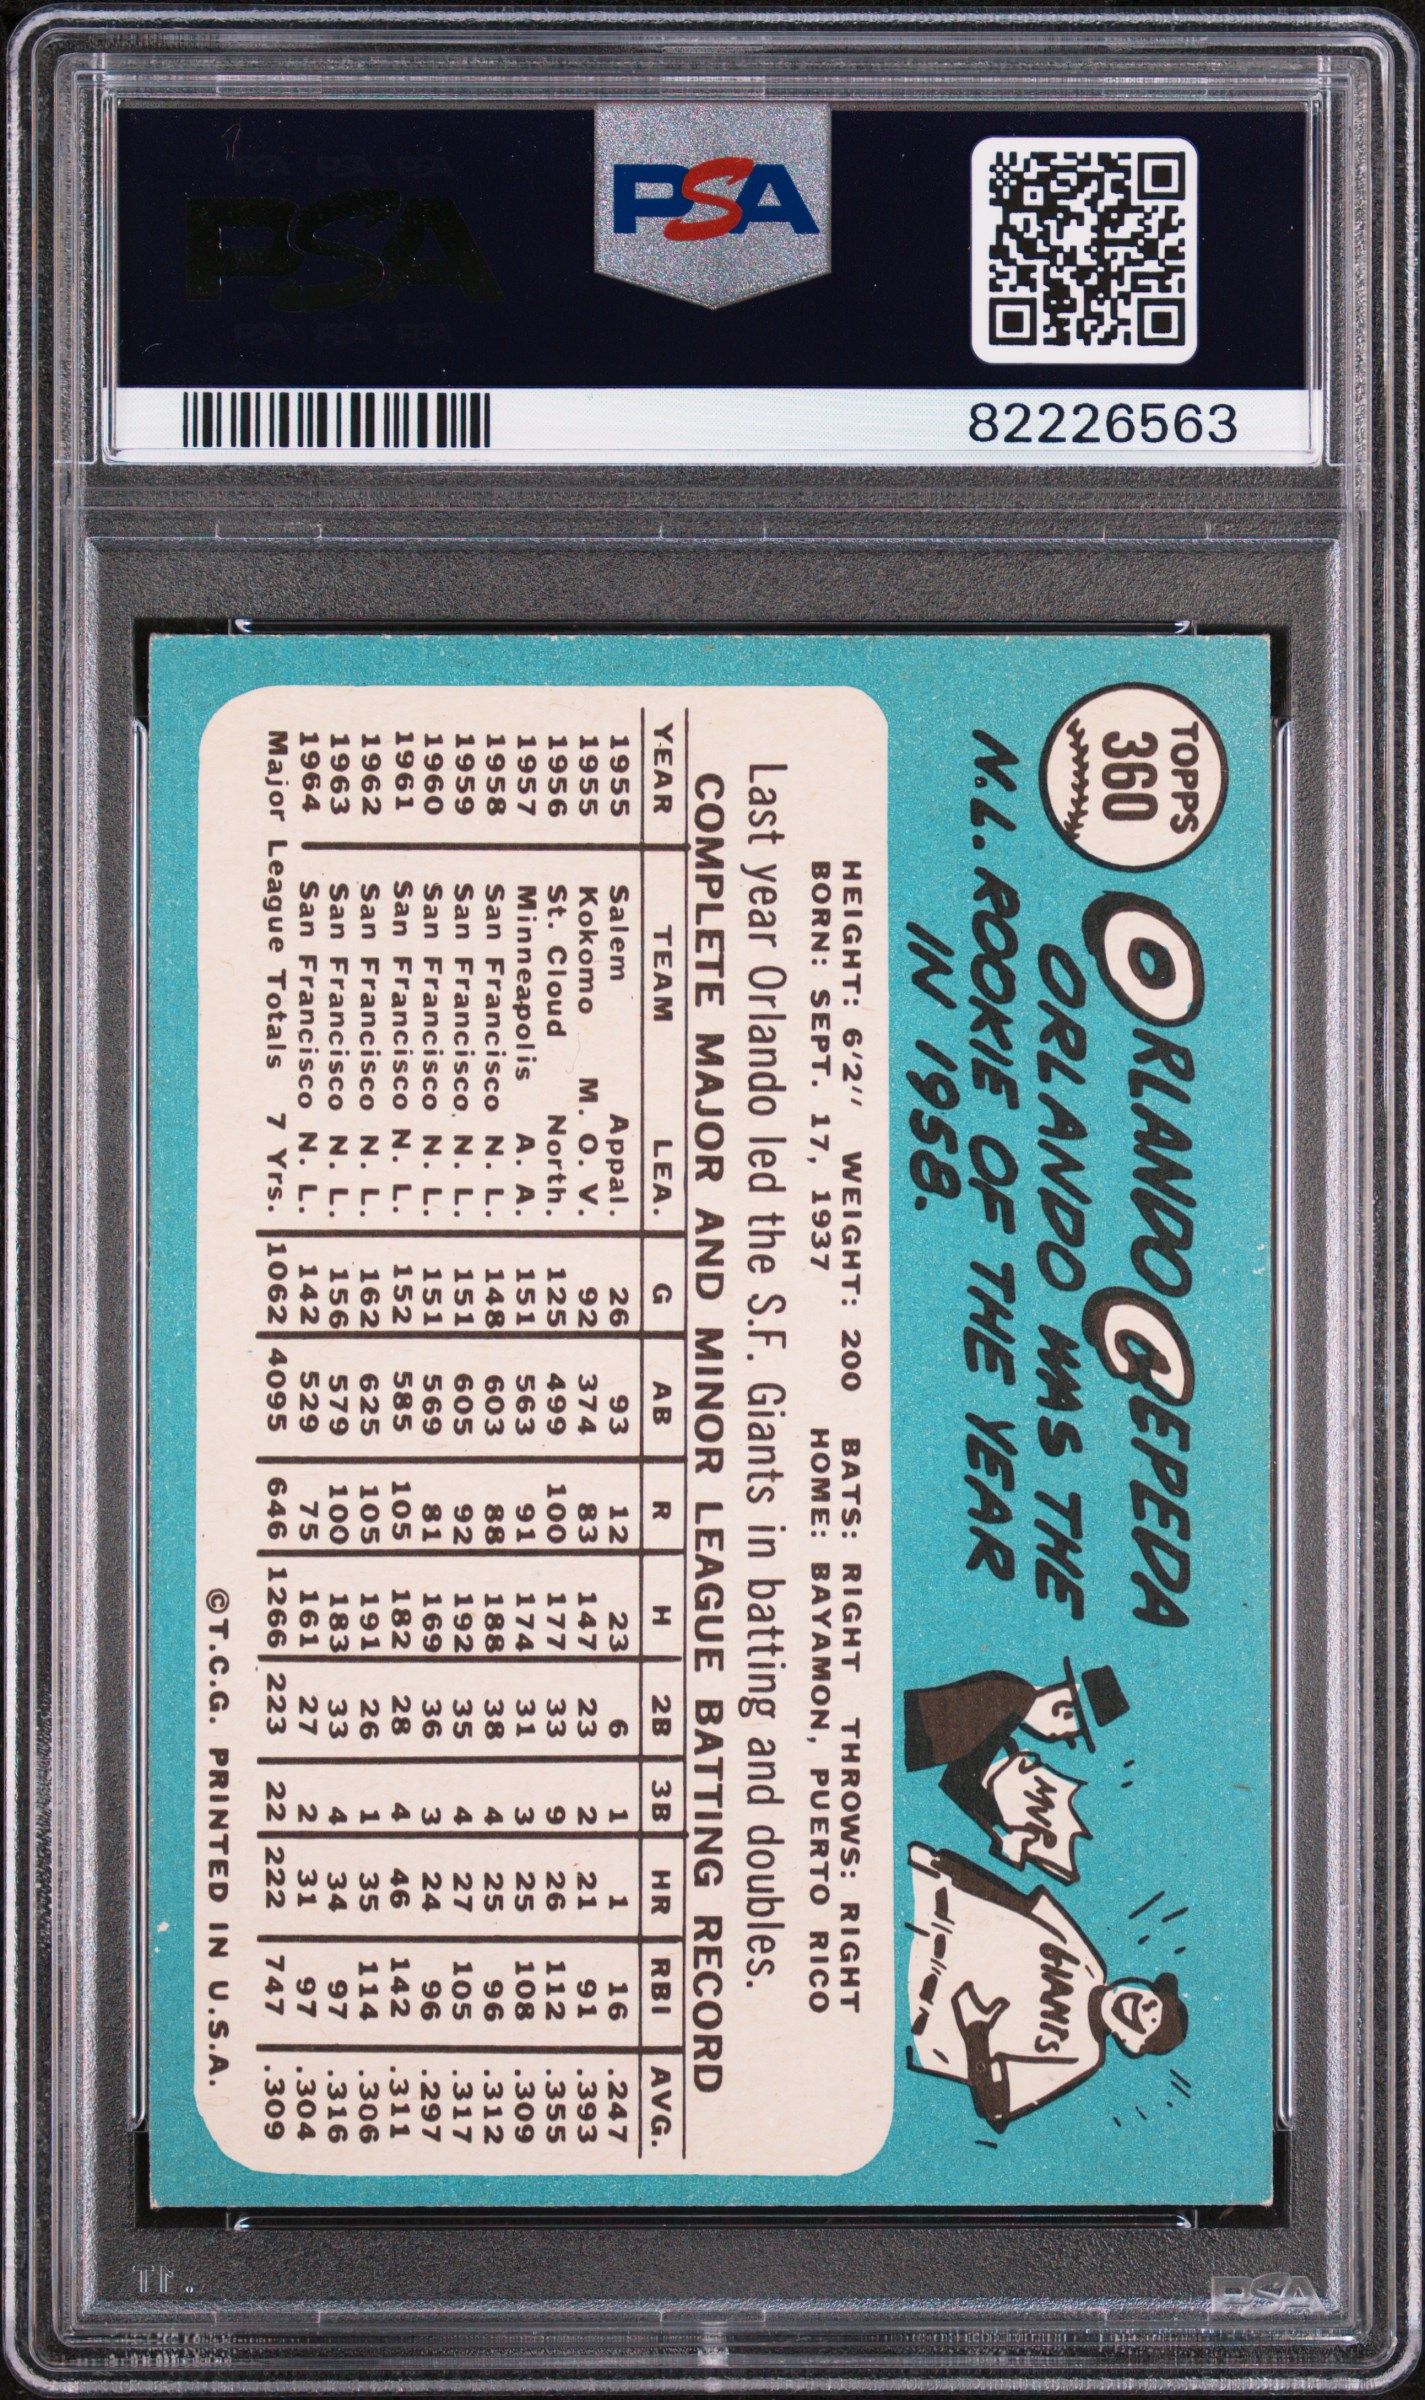 PSA
PSA
82226563
TOPPS
360
ORLANDO CEPEDA
ORLANDO WAS THE
N.L. ROOKIE OF THE YEAR
IN 1958.
MVP
GIANTS
HEIGHT: 6'2" WEIGHT: 200 BATS: RIGHT THROWS: RIGHT
BORN: SEPT. 17, 1937 HOME: BAYAMON, PUERTO RICO
Last year Orlando led the S.F. Giants in batting and doubles.
COMPLETE MAJOR AND MINOR LEAGUE BATTING RECORD
YEAR TEAM LEA. G AB R H 2B 3B HR RBI AVG.
1955 Salem Appal. 26 93 12 23 6 1 1 16 .247
1955 Kokomo M. O. V. 92 374 83 147 23 2 21 91 .393
1956 St. Cloud North. 125 499 100 177 33 9 26 112 .355
1957 Minneapolis A. A. 151 563 91 174 31 3 25 108 .309
1958 San Francisco N. L. 148 603 88 188 38 4 25 96 .312
1959 San Francisco N. L. 151 605 92 192 35 4 27 105 .317
1960 San Francisco N. L. 151 569 81 169 36 3 24 96 .297
1961 San Francisco N. L. 152 585 105 182 28 4 46 142 .311
1962 San Francisco N. L. 162 625 105 191 26 1 35 114 .306
1963 San Francisco N. L. 156 579 100 183 33 4 34 97 .316
1964 San Francisco N. L. 142 529 75 161 27 2 31 97 .304
Major League Totals 7 Yrs. 1062 4095 646 1266 223 22 222 747 .309
©T.C.G. PRINTED IN U.S.A.
PSA